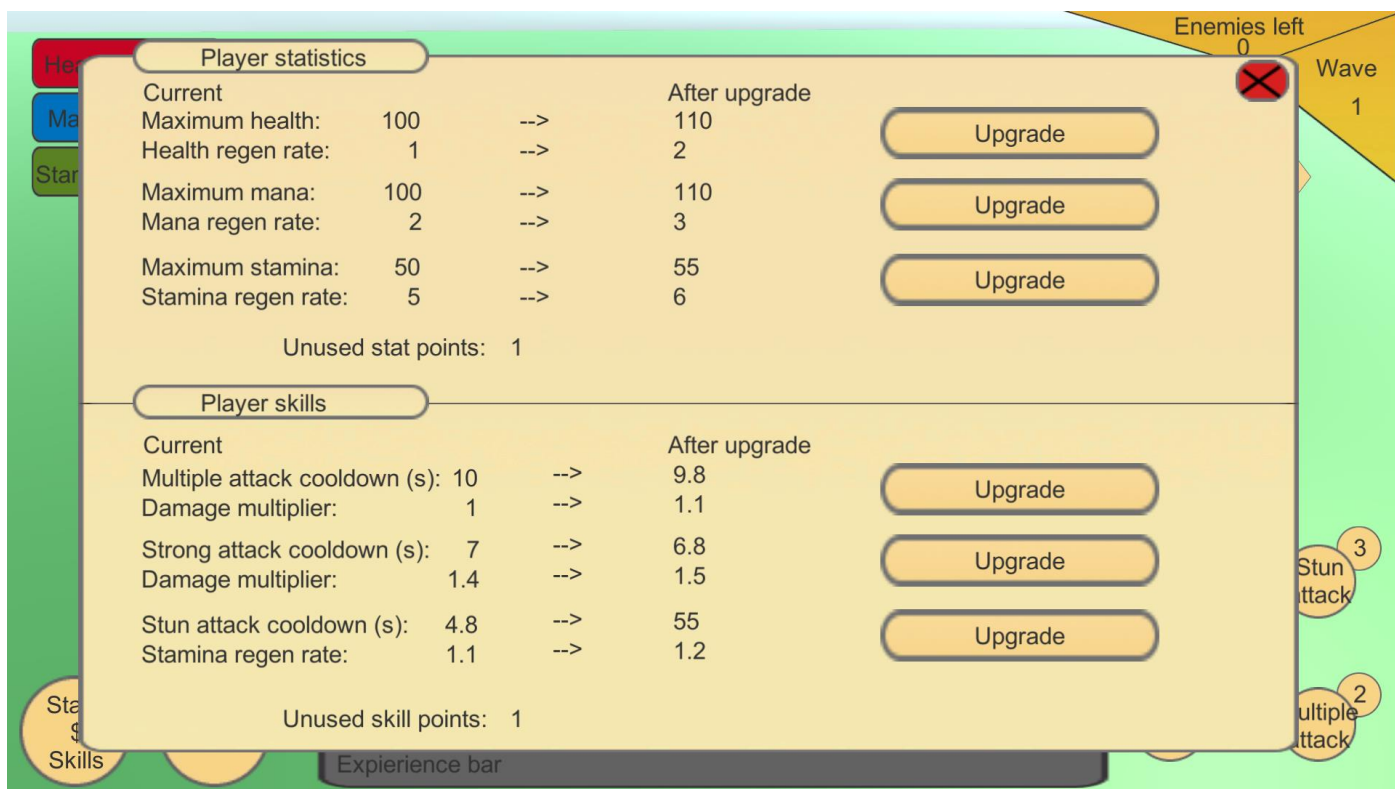 Enemies left
0
Wave
1
Player statistics
Current After upgrade
Maximum health: 100 --> 110 Upgrade
Health regen rate: 1 --> 2
Maximum mana: 100 --> 110 Upgrade
Mana regen rate: 2 --> 3
Maximum stamina: 50 --> 55 Upgrade
Stamina regen rate: 5 --> 6
Unused stat points: 1
Player skills
Current After upgrade
Multiple attack cooldown (s): 10 --> 9.8 Upgrade
Damage multiplier: 1 --> 1.1
Strong attack cooldown (s): 7 --> 6.8 Upgrade
Damage multiplier: 1.4 --> 1.5
Stun attack cooldown (s): 4.8 --> 55 Upgrade
Stamina regen rate: 1.1 --> 1.2
Unused skill points: 1
3
Stun
ttack
2
ultiple
ttack
Sta
$
Skills
Expierience bar